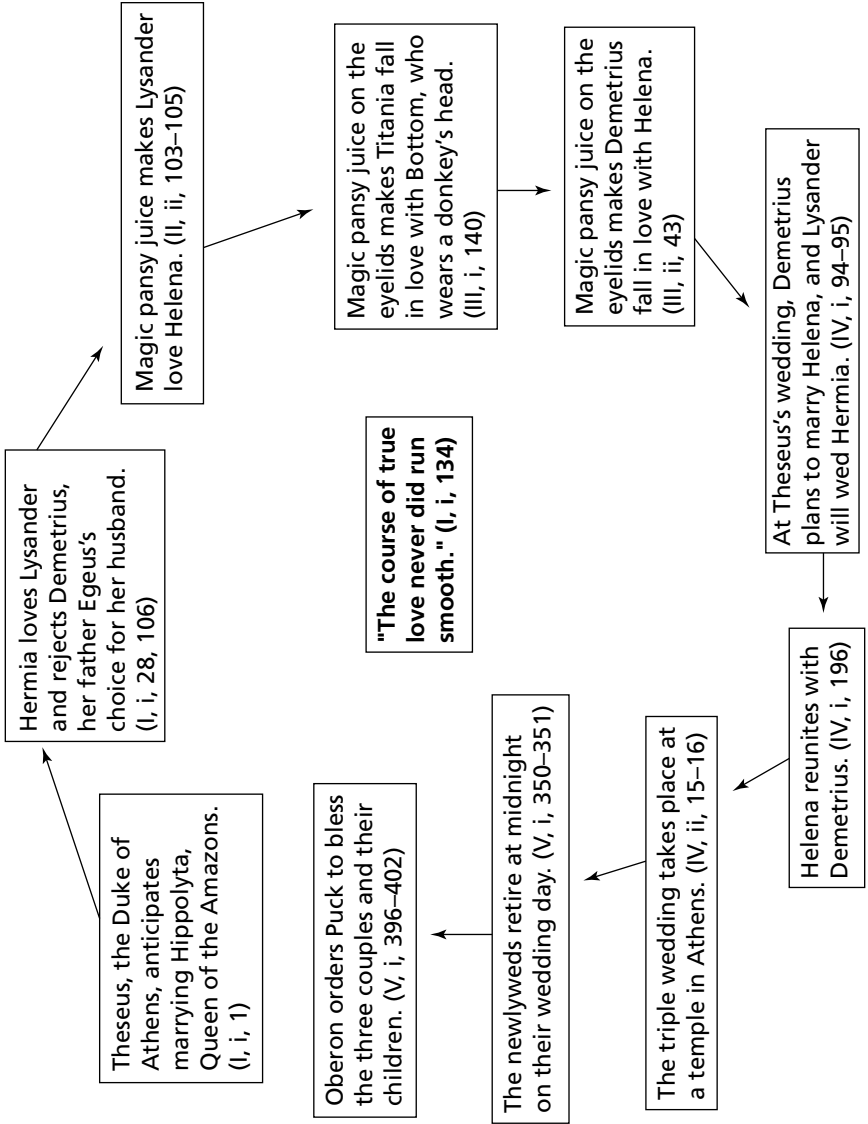 Theseus, the Duke of
Athens, anticipates
marrying Hippolyta,
Queen of the Amazons.
(I, i, 1)
Hermia loves Lysander
and rejects Demetrius,
her father Egeus's
choice for her husband.
(I, i, 28, 106)
Magic pansy juice makes Lysander
love Helena. (II, ii, 103–105)
Magic pansy juice on the
eyelids makes Titania fall
in love with Bottom, who
wears a donkey's head.
(III, i, 140)
Magic pansy juice on the
eyelids makes Demetrius
fall in love with Helena.
(III, ii, 43)
At Theseus's wedding, Demetrius
plans to marry Helena, and Lysander
will wed Hermia. (IV, i, 94–95)
Helena reunites with
Demetrius. (IV, i, 196)
The triple wedding takes place at
a temple in Athens. (IV, ii, 15–16)
The newlyweds retire at midnight
on their wedding day. (V, i, 350–351)
Oberon orders Puck to bless
the three couples and their
children. (V, i, 396–402)
"The course of true
love never did run
smooth." (I, i, 134)